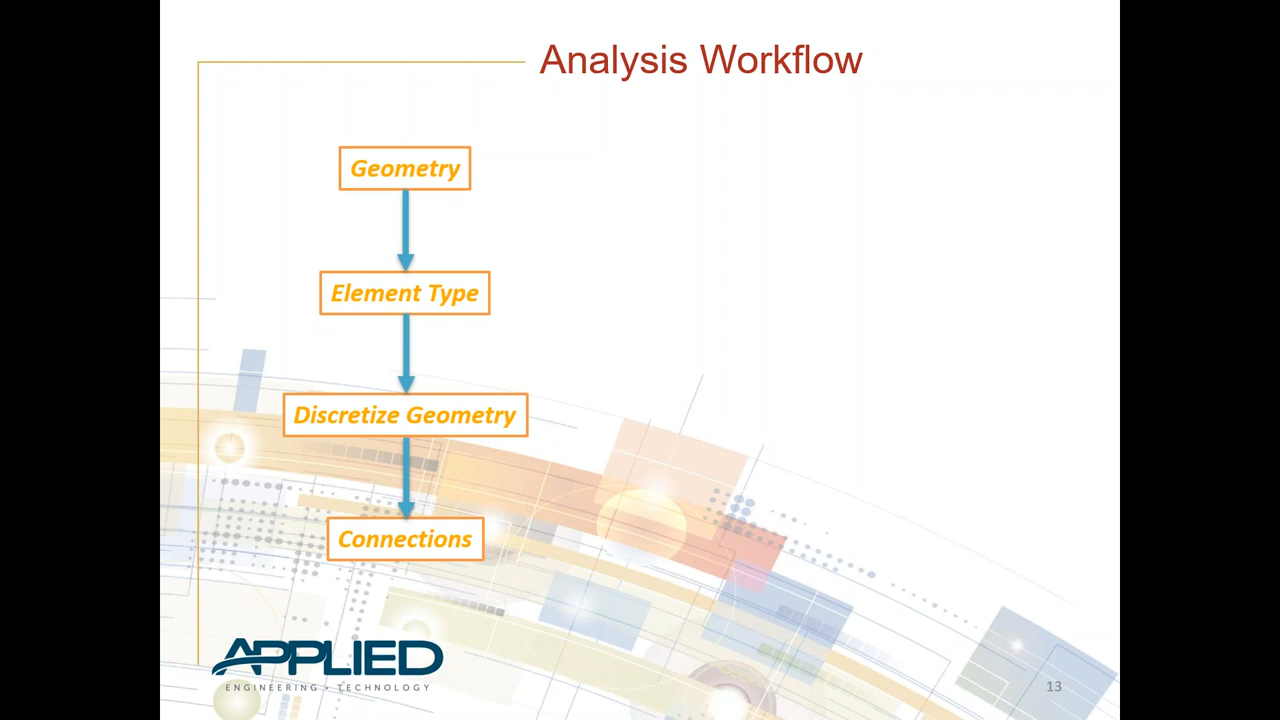 Analysis Workflow
Geometry
Element Type
Discretize Geometry
Connections
APPLIED
ENGINEERING • TECHNOLOGY
13